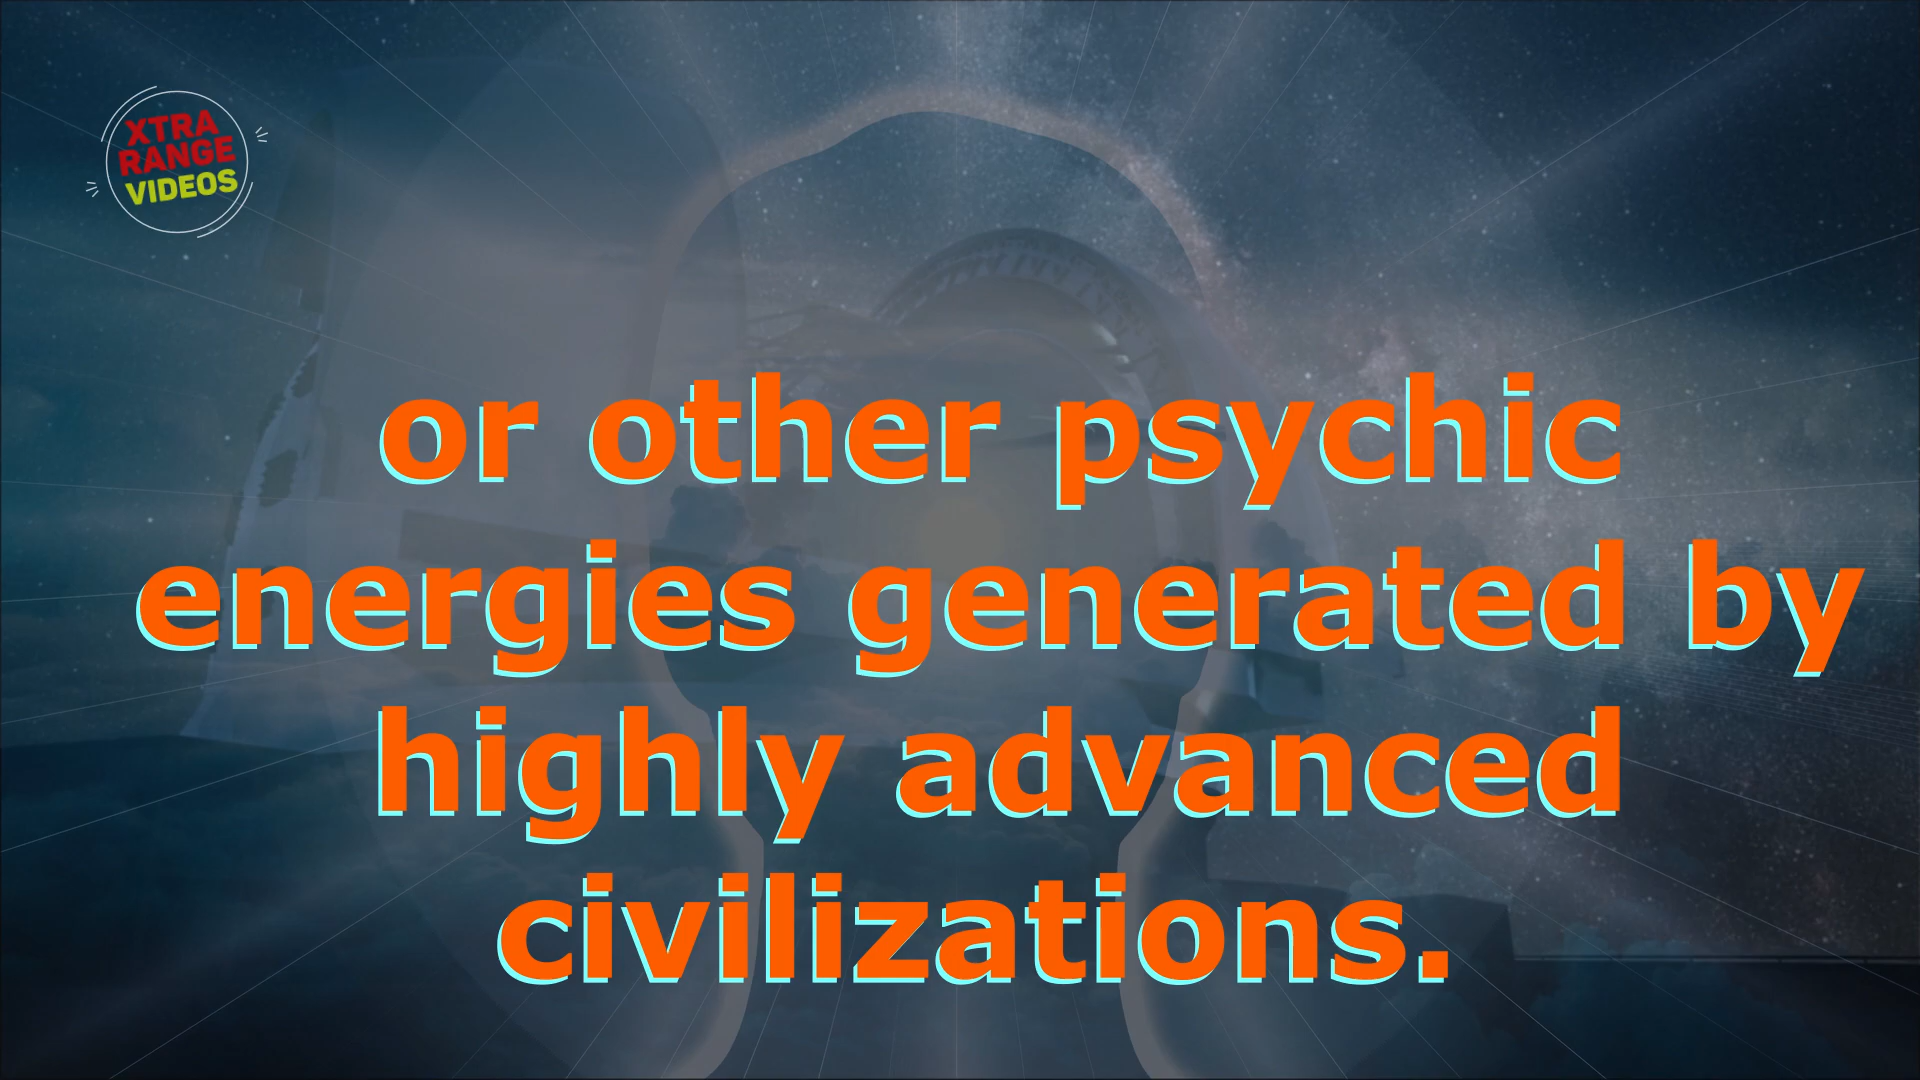 XTRA
RANGE
VIDEOS
or other psychic
energies generated by
highly advanced
civilizations.